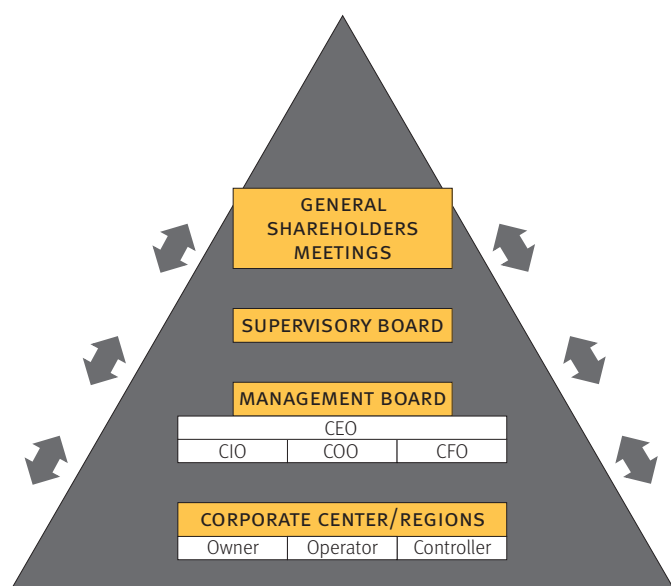 GENERAL
SHAREHOLDERS
MEETINGS
SUPERVISORY BOARD
MANAGEMENT BOARD
CEO
CIO COO CFO
CORPORATE CENTER/REGIONS
Owner Operator Controller